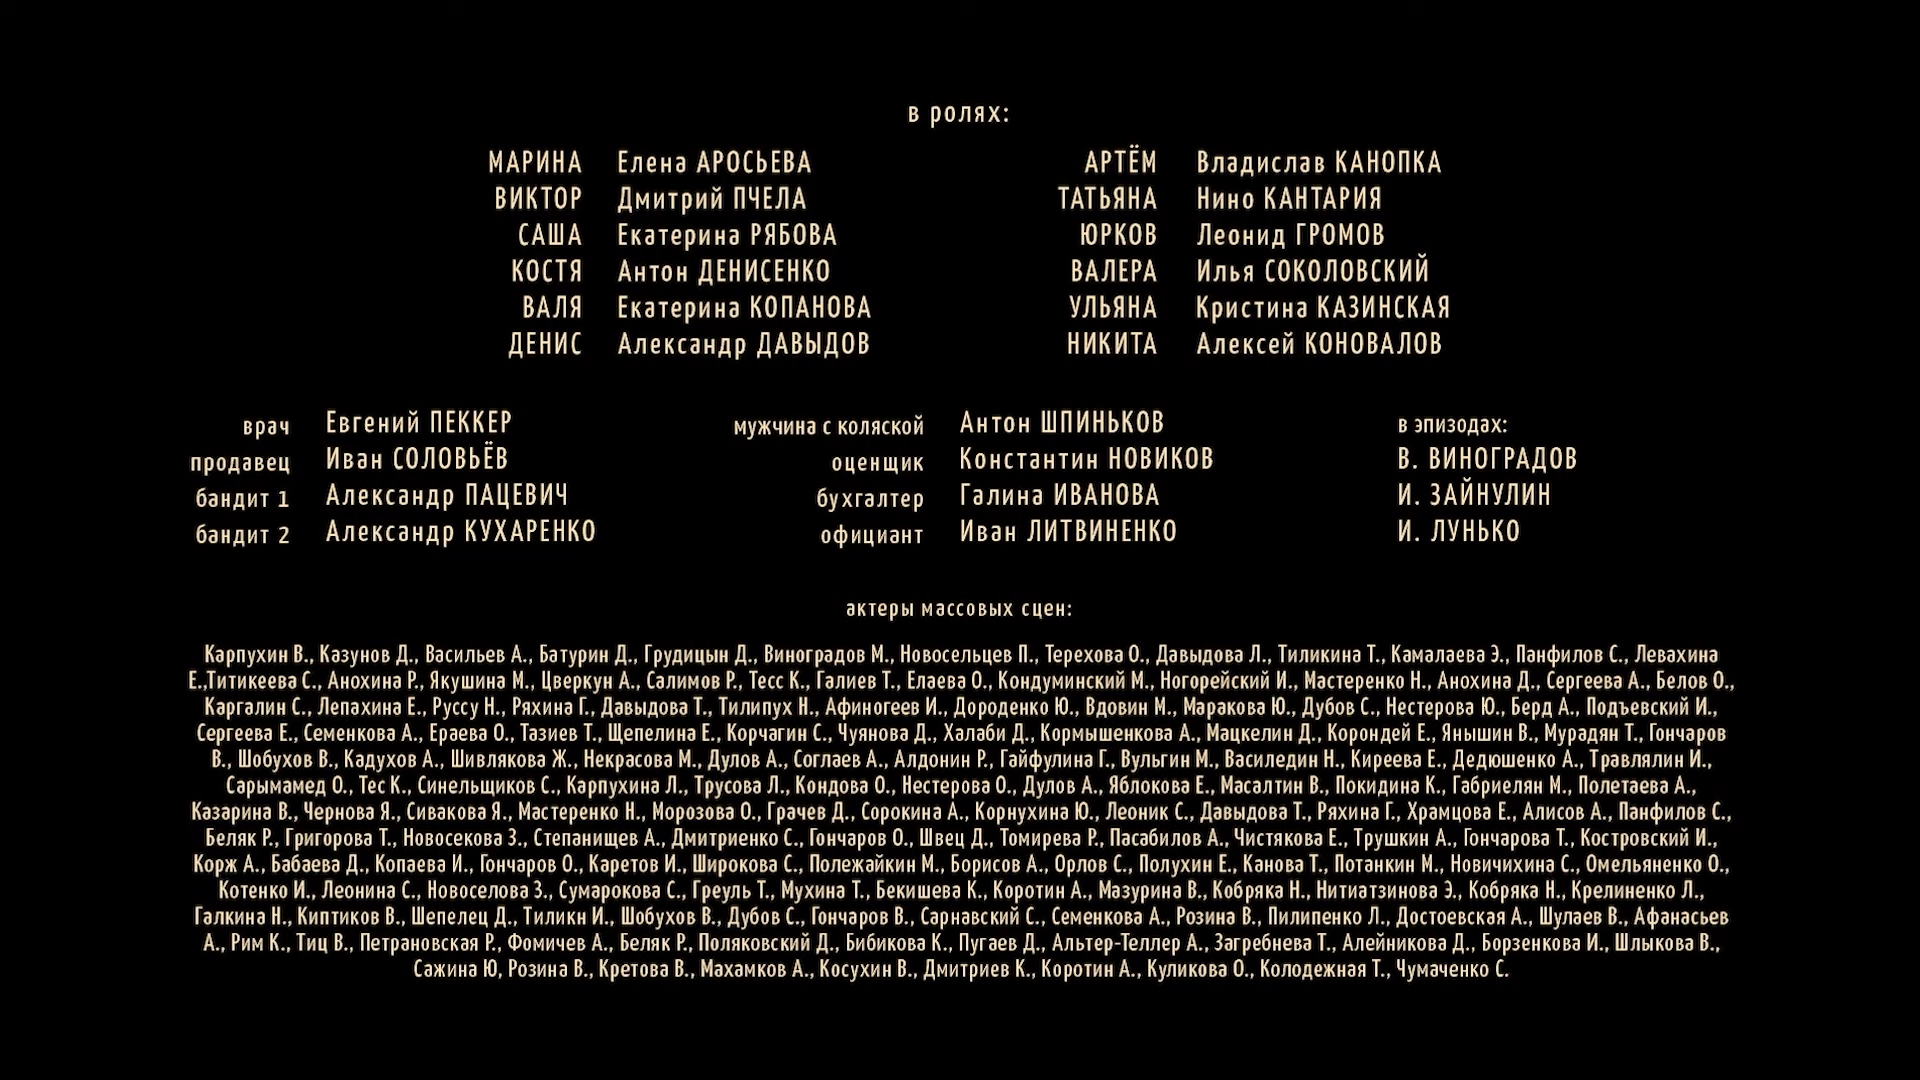 в ролях:
МАРИНА Елена АРОСЬЕВА
ВИКТОР Дмитрий ПЧЕЛА
САША Екатерина РЯБОВА
КОСТЯ Антон ДЕНИСЕНКО
ВАЛЯ Екатерина КОПАНОВА
ДЕНИС Александр ДАВЫДОВ
АРТЁМ Владислав КАНОПКА
ТАТЬЯНА Нино КАНТАРИЯ
ЮРКОВ Леонид ГРОМОВ
ВАЛЕРА Илья СОКОЛОВСКИЙ
УЛЬЯНА Кристина КАЗИНСКАЯ
НИКИТА Алексей КОНОВАЛОВ
врач Евгений ПЕККЕР
продавец Иван СОЛОВЬЁВ
бандит 1 Александр ПАЦЕВИЧ
бандит 2 Александр КУХАРЕНКО
мужчина с коляской Антон ШПИНЬКОВ
оценщик Константин НОВИКОВ
бухгалтер Галина ИВАНОВА
официант Иван ЛИТВИНЕНКО
в эпизодах:
В. ВИНОГРАДОВ
И. ЗАЙНУЛИН
И. ЛУНЬКО
актеры массовых сцен:
Карпухин В., Казунов Д., Васильев А., Батурин Д., Грудицын Д., Виноградов М., Новосельцев П., Терехова О., Давыдова Л., Тиликина Т., Камалаева Э., Панфилов С., Левахина
Е.,Титикеева С., Анохина Р., Якушина М., Цверкун А., Салимов Р., Тесс К., Галиев Т., Елаева О., Кондуминский М., Ногорейский И., Мастеренко Н., Анохина Д., Сергеева А., Белов О.,
Каргалин С., Лепахина Е., Руссу Н., Ряхина Г., Давыдова Т., Тилипух Н., Афиногеев И., Дороденко Ю., Вдовин М., Маракова Ю., Дубов С., Нестерова Ю., Берд А., Подъевский И.,
Сергеева Е., Семенкова А., Ераева О., Тазиев Т., Щепелина Е., Корчагин С., Чуянова Д., Халаби Д., Кормышенкова А., Мацкелин Д., Корондей Е., Янышин В., Мурадян Т., Гончаров
В., Шобухов В., Кадухов А., Шивлякова Ж., Некрасова М., Дулов А., Соглаев А., Алдонин Р., Гайфулина Г., Вульгин М., Василедин Н., Киреева Е., Дедюшенко А., Травлялин И.,
Сарымамед О., Тес К., Синельщиков С., Карпухина Л., Трусова Л., Кондова О., Нестерова О., Дулов А., Яблокова Е., Масалтин В., Покидина К., Габриелян М., Полетаева А.,
Казарина В., Чернова Я., Сивакова Я., Мастеренко Н., Морозова О., Грачев Д., Сорокина А., Корнухина Ю., Леоник С., Давыдова Т., Ряхина Г., Храмцова Е., Алисов А., Панфилов С.,
Беляк Р., Григорова Т., Новосекова З., Степанищев А., Дмитриенко С., Гончаров О., Швец Д., Томирева Р., Пасабилов А., Чистякова Е., Трушкин А., Гончарова Т., Костровский И.,
Корж А., Бабаева Д., Копаева И., Гончаров О., Каретов И., Широкова С., Полежайкин М., Борисов А., Орлов С., Полухин Е., Канова Т., Потанкин М., Новичихина С., Омельяненко О.,
Котенко И., Леонина С., Новоселова З., Сумарокова С., Греуль Т., Мухина Т., Бекишева К., Коротин А., Мазурина В., Кобряка Н., Нитиатзинова Э., Кобряка Н., Крелиненко Л.,
Галкина Н., Киптиков В., Шепелец Д., Тиликн И., Шобухов В., Дубов С., Гончаров В., Сарнавский С., Семенкова А., Розина В., Пилипенко Л., Достоевская А., Шулаев В., Афанасьев
А., Рим К., Тиц В., Петрановская Р., Фомичев А., Беляк Р., Поляковский Д., Бибикова К., Пугаев Д., Альтер-Теллер А., Загребнева Т., Алейникова Д., Борзенкова И., Шлыкова В.,
Сажина Ю, Розина В., Кретова В., Махамков А., Косухин В., Дмитриев К., Коротин А., Куликова О., Колодежная Т., Чумаченко С.